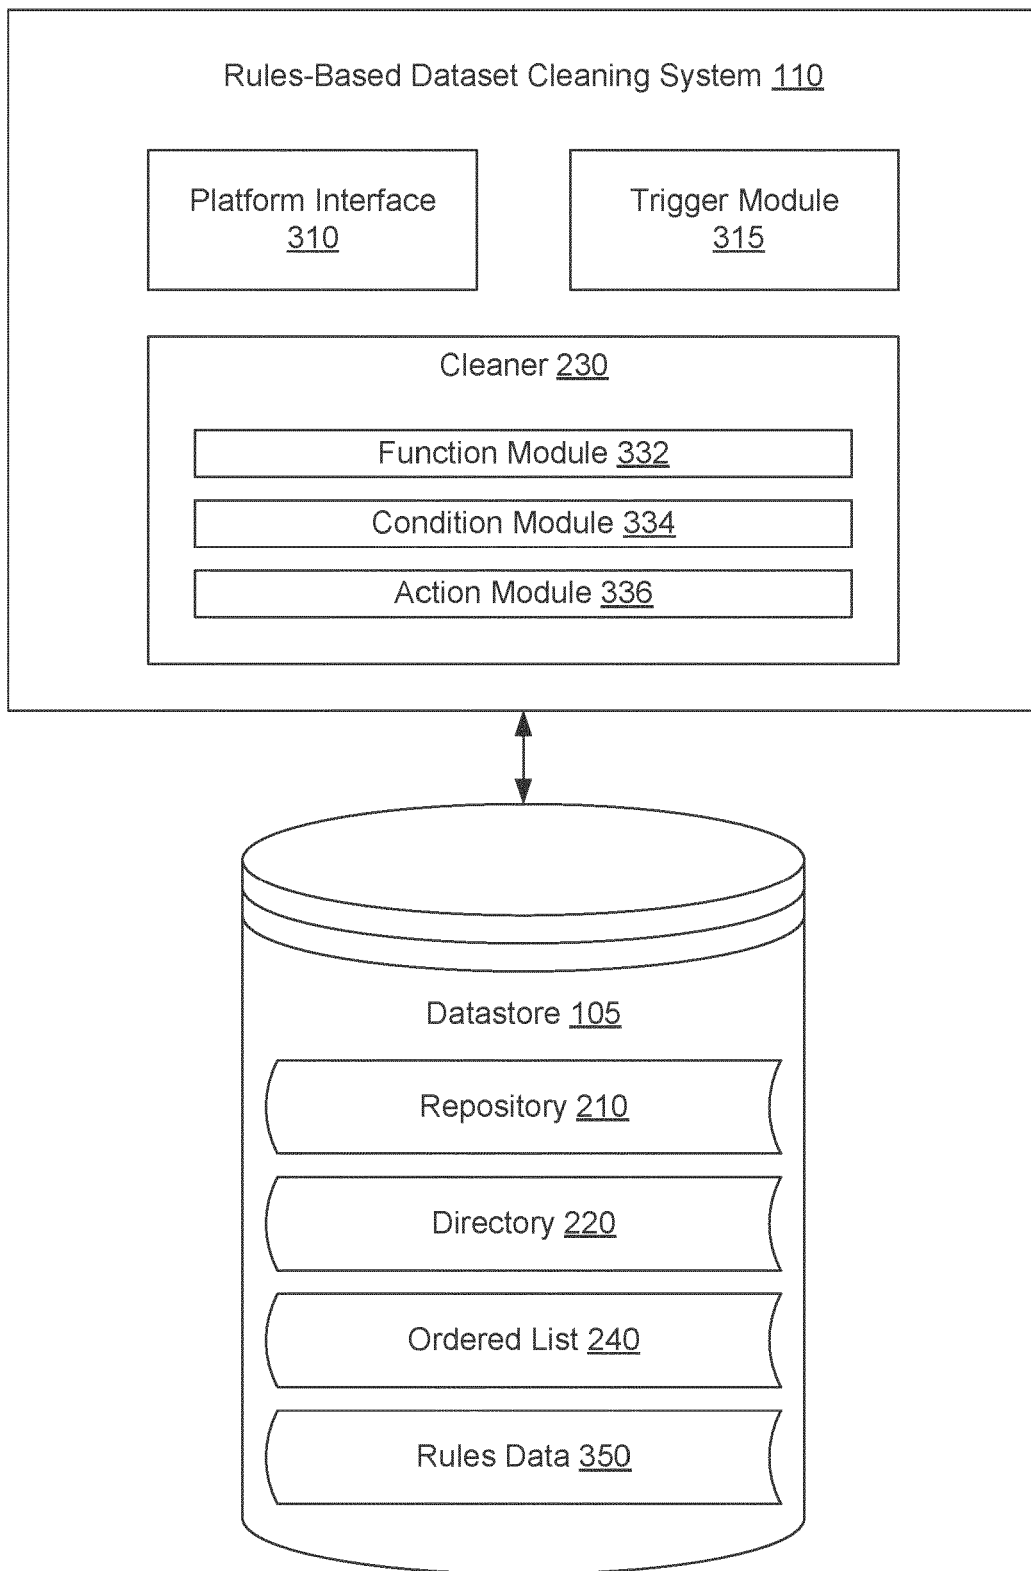 Rules-Based Dataset Cleaning System 110
Platform Interface
310
Trigger Module
315
Cleaner 230
Function Module 332
Condition Module 334
Action Module 336
Datastore 105
Repository 210
Directory 220
Ordered List 240
Rules Data 350